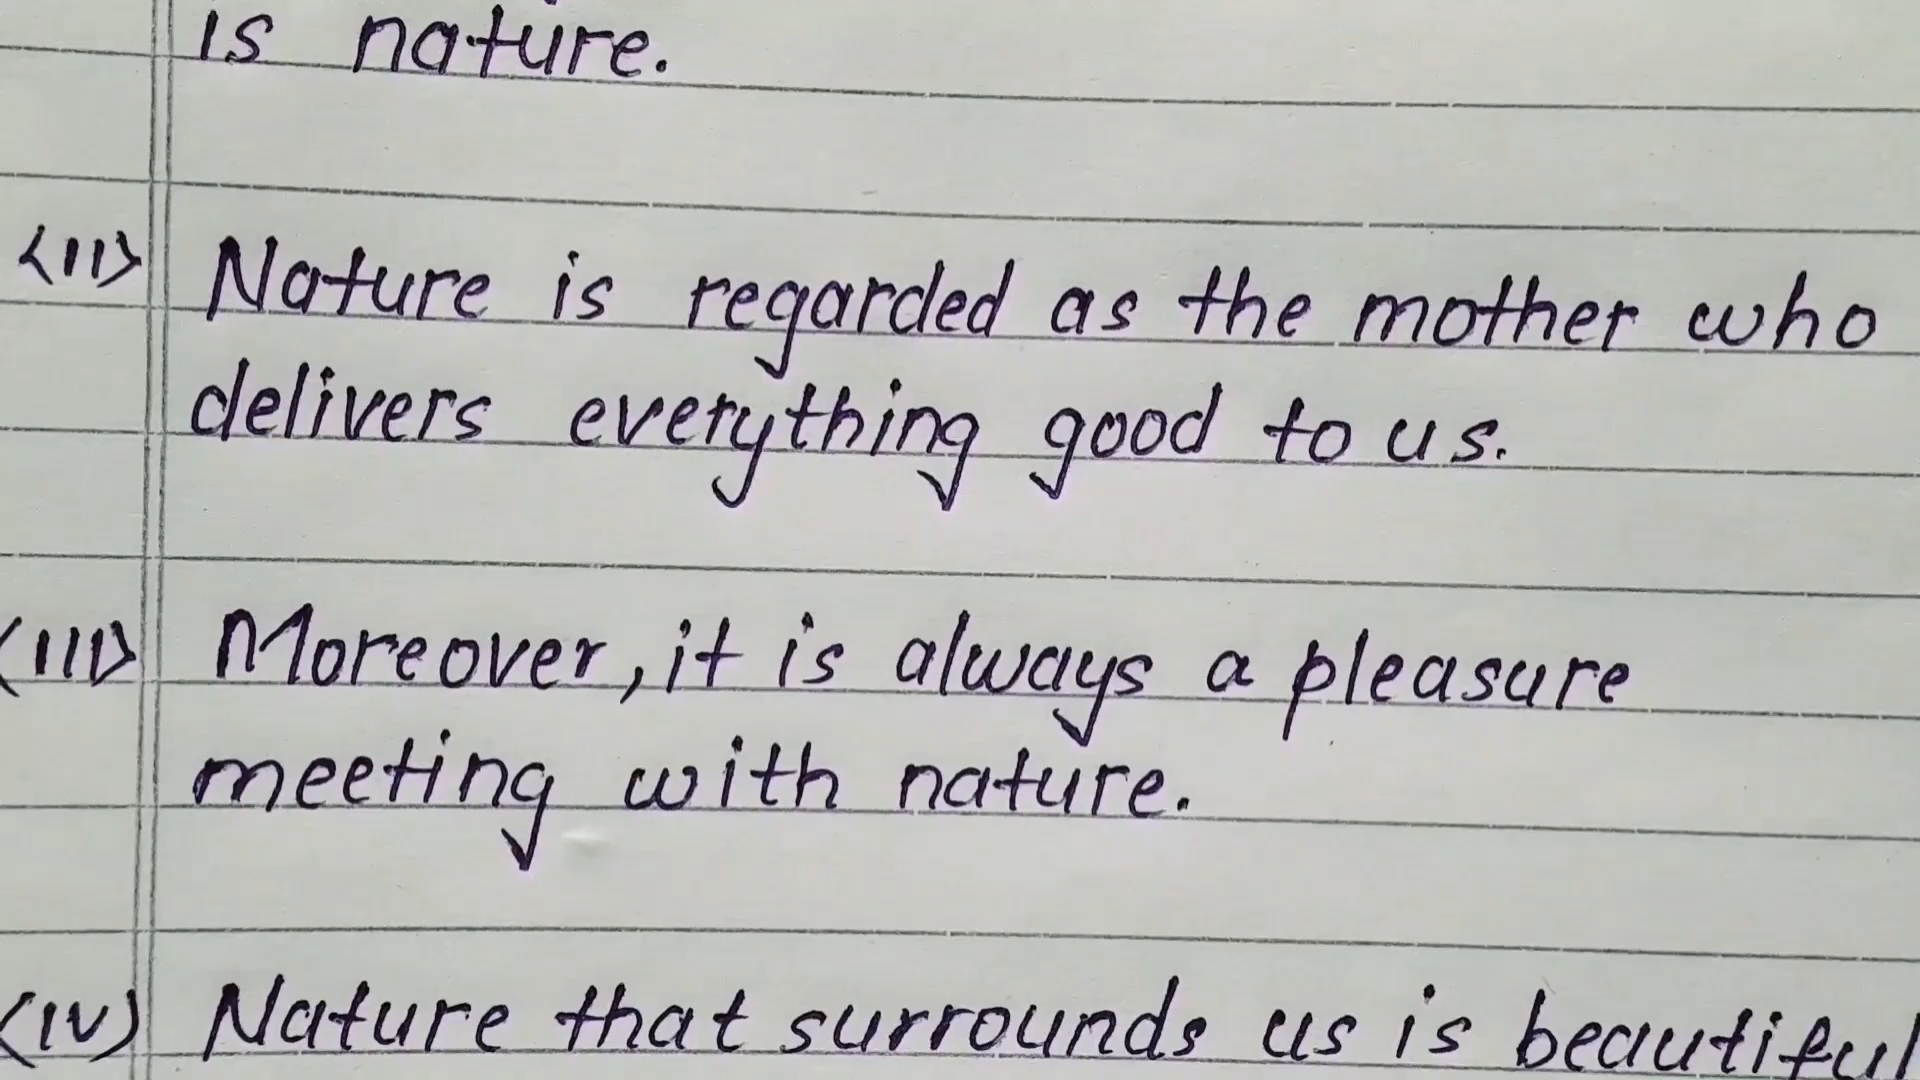 is nature.
<II> Nature is regarded as the mother who
delivers everything good to us.
<III> Moreover, it is always a pleasure
meeting with nature.
<IV) Nature that surrounds us is beautiful